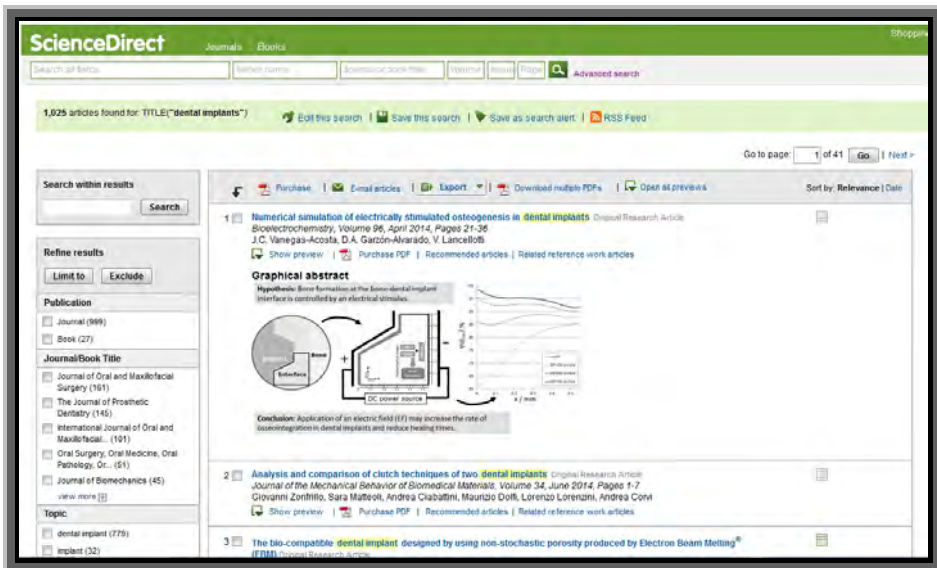 Shopping
ScienceDirect
Journals Books
Search all fields
Author name
Journal or book title
Volume
Issue
Page
Advanced search
1,025 articles found for: TITLE("dental implants")
Edit this search | Save this search | Save as search alert | RSS Feed
Go to page: 1 of 41 Go | Next >
Search within results
Search
Purchase | E-mail articles | Export | Download multiple PDFs | Open all previews
Sort by: Relevance | Date
Refine results
Limit to Exclude
Publication
Journal (999)
Book (27)
Journal/Book Title
Journal of Oral and Maxillofacial
Surgery (161)
The Journal of Prosthetic
Dentistry (145)
International Journal of Oral and
Maxillofacial... (101)
Oral Surgery, Oral Medicine, Oral
Pathology, Or... (51)
Journal of Biomechanics (45)
view more
Topic
dental implant (779)
implant (32)
1 Numerical simulation of electrically stimulated osteogenesis in dental implants Original Research Article
Bioelectrochemistry, Volume 96, April 2014, Pages 21-36
J.C. Vanegas-Acosta, D.A. Garzón-Alvarado, V. Lancellotti
Show preview | Purchase PDF | Recommended articles | Related reference work articles
Graphical abstract
Hypothesis: Bone formation at the bone-dental implant
interface is controlled by an electrical stimulus.
Bone
Interface
+
-
DC power source
x / mm
Conclusion: Application of an electric field (EF) may increase the rate of
osseointegration in dental implants and reduce healing times.
2 Analysis and comparison of clutch techniques of two dental implants Original Research Article
Journal of the Mechanical Behavior of Biomedical Materials, Volume 34, June 2014, Pages 1-7
Giovanni Zonfrillo, Sara Matteoli, Andrea Ciabattini, Maurizio Dolfi, Lorenzo Lorenzini, Andrea Corvi
Show preview | Purchase PDF | Recommended articles | Related reference work articles
3 The bio-compatible dental implant designed by using non-stochastic porosity produced by Electron Beam Melting®
(EBM) Original Research Article